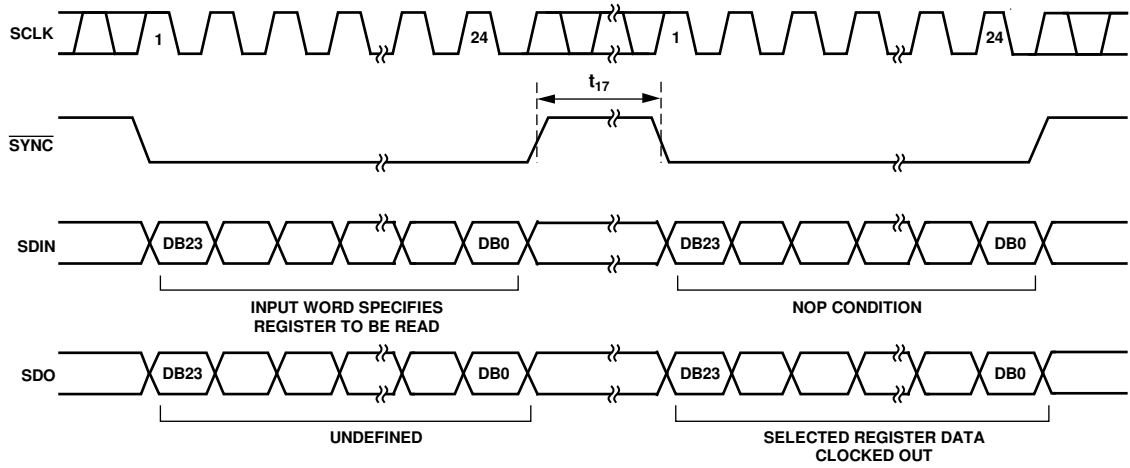 SCLK
1
24
1
24
t17
SYNC
SDIN
DB23
DB0
DB23
DB0
INPUT WORD SPECIFIES
REGISTER TO BE READ
NOP CONDITION
SDO
DB23
DB0
DB23
DB0
UNDEFINED
SELECTED REGISTER DATA
CLOCKED OUT